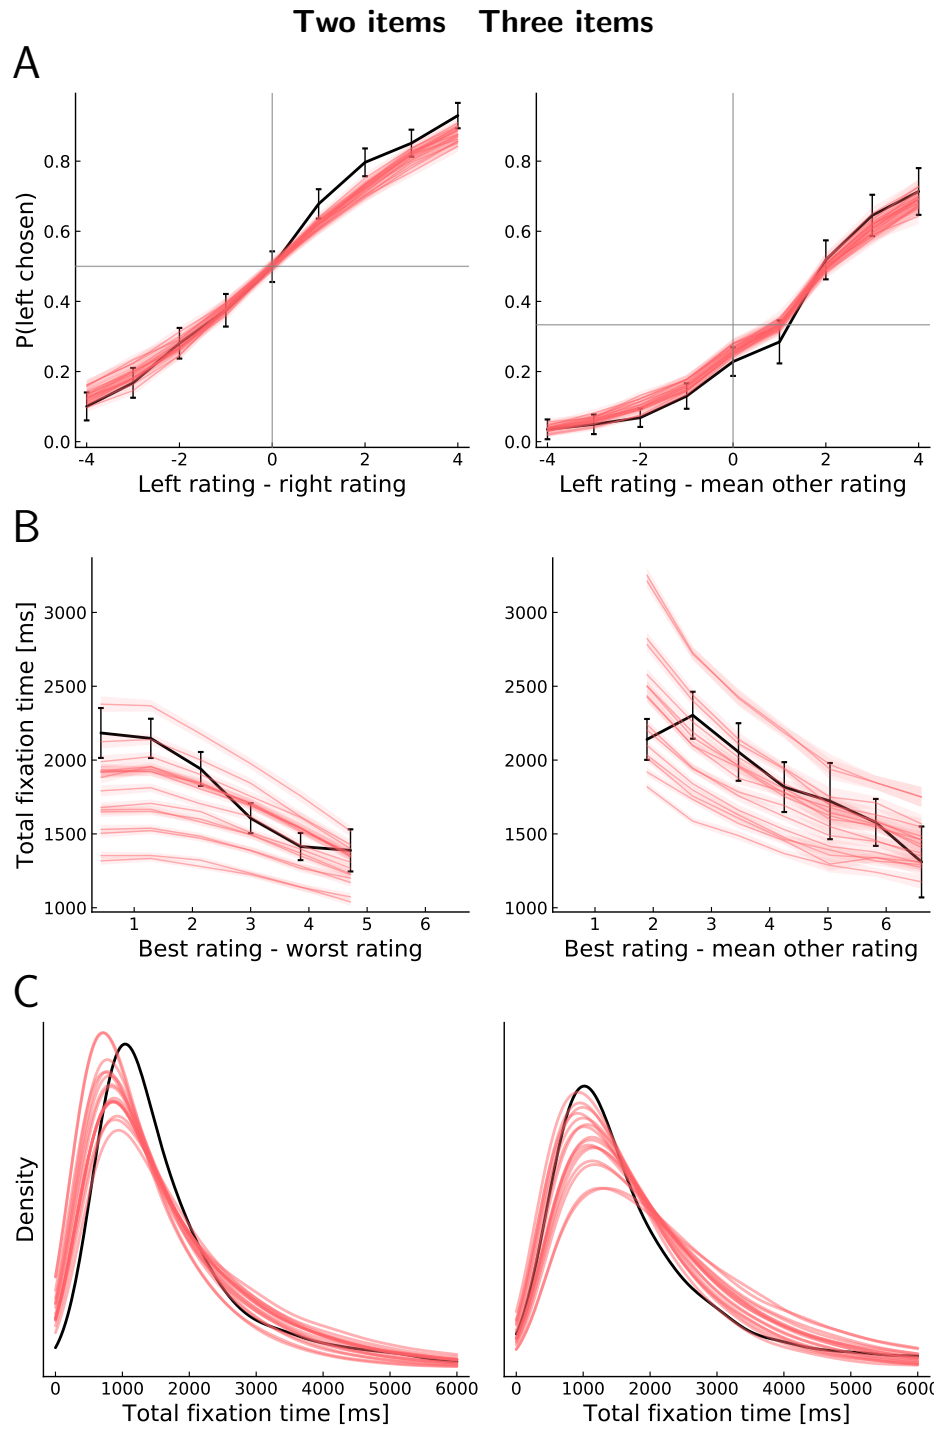 Two items Three items
A
P(left chosen)
0.8
0.6
0.4
0.2
0.0
-4 -2 0 2 4
Left rating - right rating
0.8
0.6
0.4
0.2
0.0
-4 -2 0 2 4
Left rating - mean other rating
B
Total fixation time [ms]
3000
2500
2000
1500
1000
1 2 3 4 5 6
Best rating - worst rating
3000
2500
2000
1500
1000
1 2 3 4 5 6
Best rating - mean other rating
C
Density
0 1000 2000 3000 4000 5000 6000
Total fixation time [ms]
0 1000 2000 3000 4000 5000 6000
Total fixation time [ms]